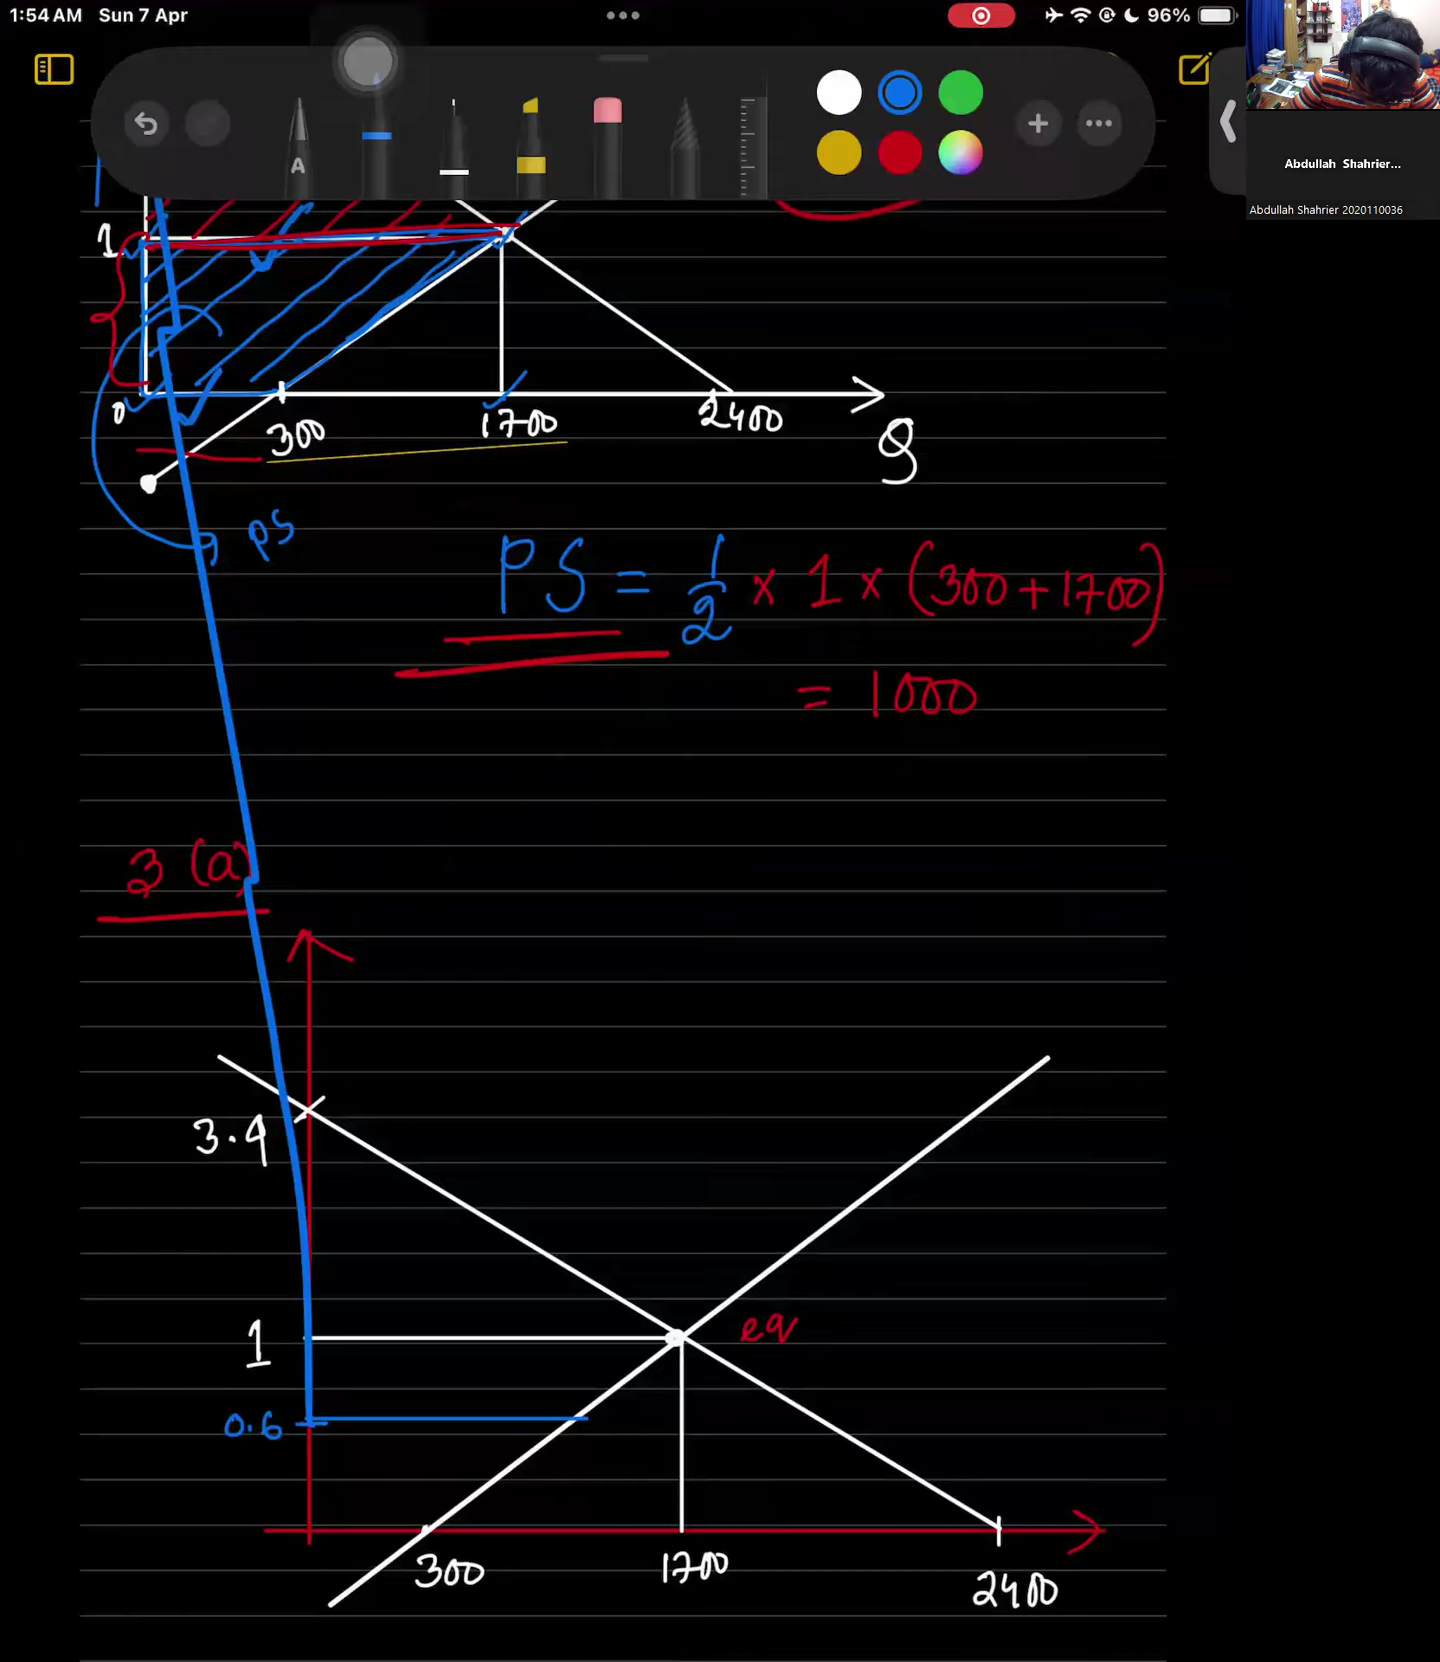 1:54 AM Sun 7 Apr
96%
A
Abdullah Shahrier...
Abdullah Shahrier 2020110036
1
0
300
1700
2400
Q
PS
PS = 1/2 × 1 × (300 + 1700)
= 1000
3 (a)
3.4
1
eq
0.6
300
1700
2400